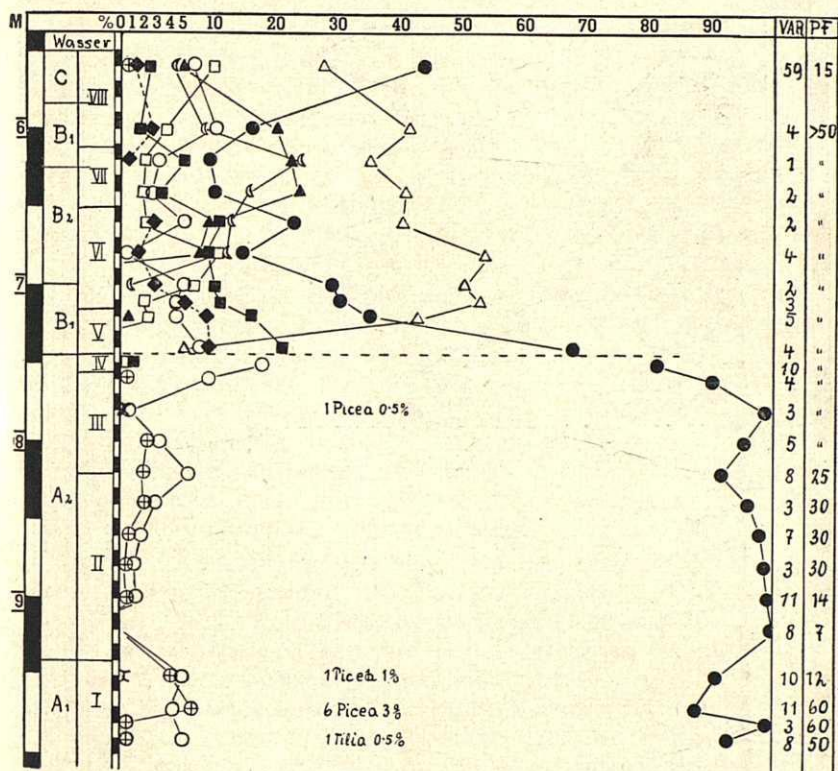 M % 0 1 2 3 4 5 10 20 30 40 50 60 70 80 90 VAR PF
Wasser
C VIII 59 15
6 B1 4 >50
1 "
VII 2 "
B2 2 "
VI 4 "
7 2 "
3
B1 V 5 "
4 "
IV 10 "
4 "
1 Picea 0.5% 3 "
III
8 5 "
8 25
A2 3 30
7 30
II 3 30
9 11 14
8 7
1 Picea 1% 10 12
A1 I 6 Picea 3% 11 60
3 60
1 Tilia 0.5% 8 50